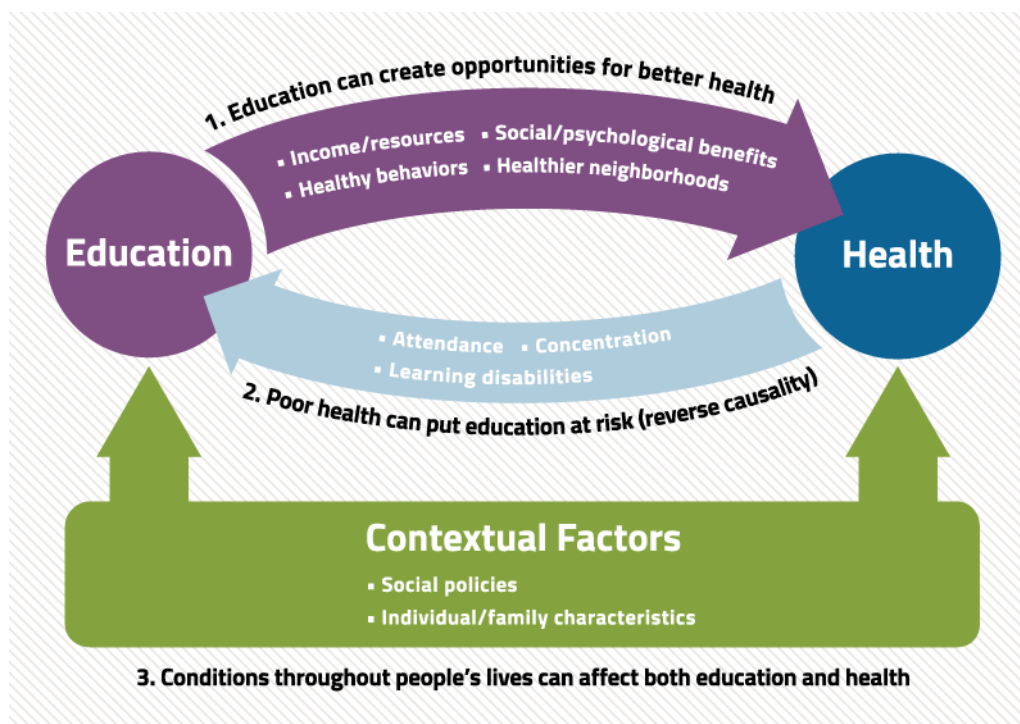 1. Education can create opportunities for better health
▪ Income/resources ▪ Social/psychological benefits
▪ Healthy behaviors ▪ Healthier neighborhoods
Education
Health
▪ Attendance ▪ Concentration
▪ Learning disabilities
2. Poor health can put education at risk (reverse causality)
Contextual Factors
▪ Social policies
▪ Individual/family characteristics
3. Conditions throughout people’s lives can affect both education and health